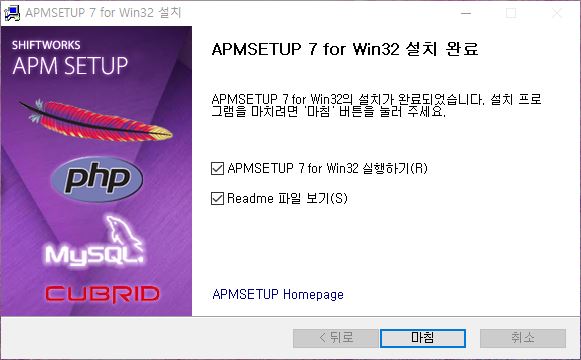 APMSETUP 7 for Win32 설치
SHIFTWORKS
APM SETUP
php
MySQL
CUBRID
APMSETUP 7 for Win32 설치 완료
APMSETUP 7 for Win32의 설치가 완료되었습니다. 설치 프로
그램을 마치려면 '마침' 버튼을 눌러 주세요.
APMSETUP 7 for Win32 실행하기(R)
Readme 파일 보기(S)
APMSETUP Homepage
< 뒤로
마침
취소